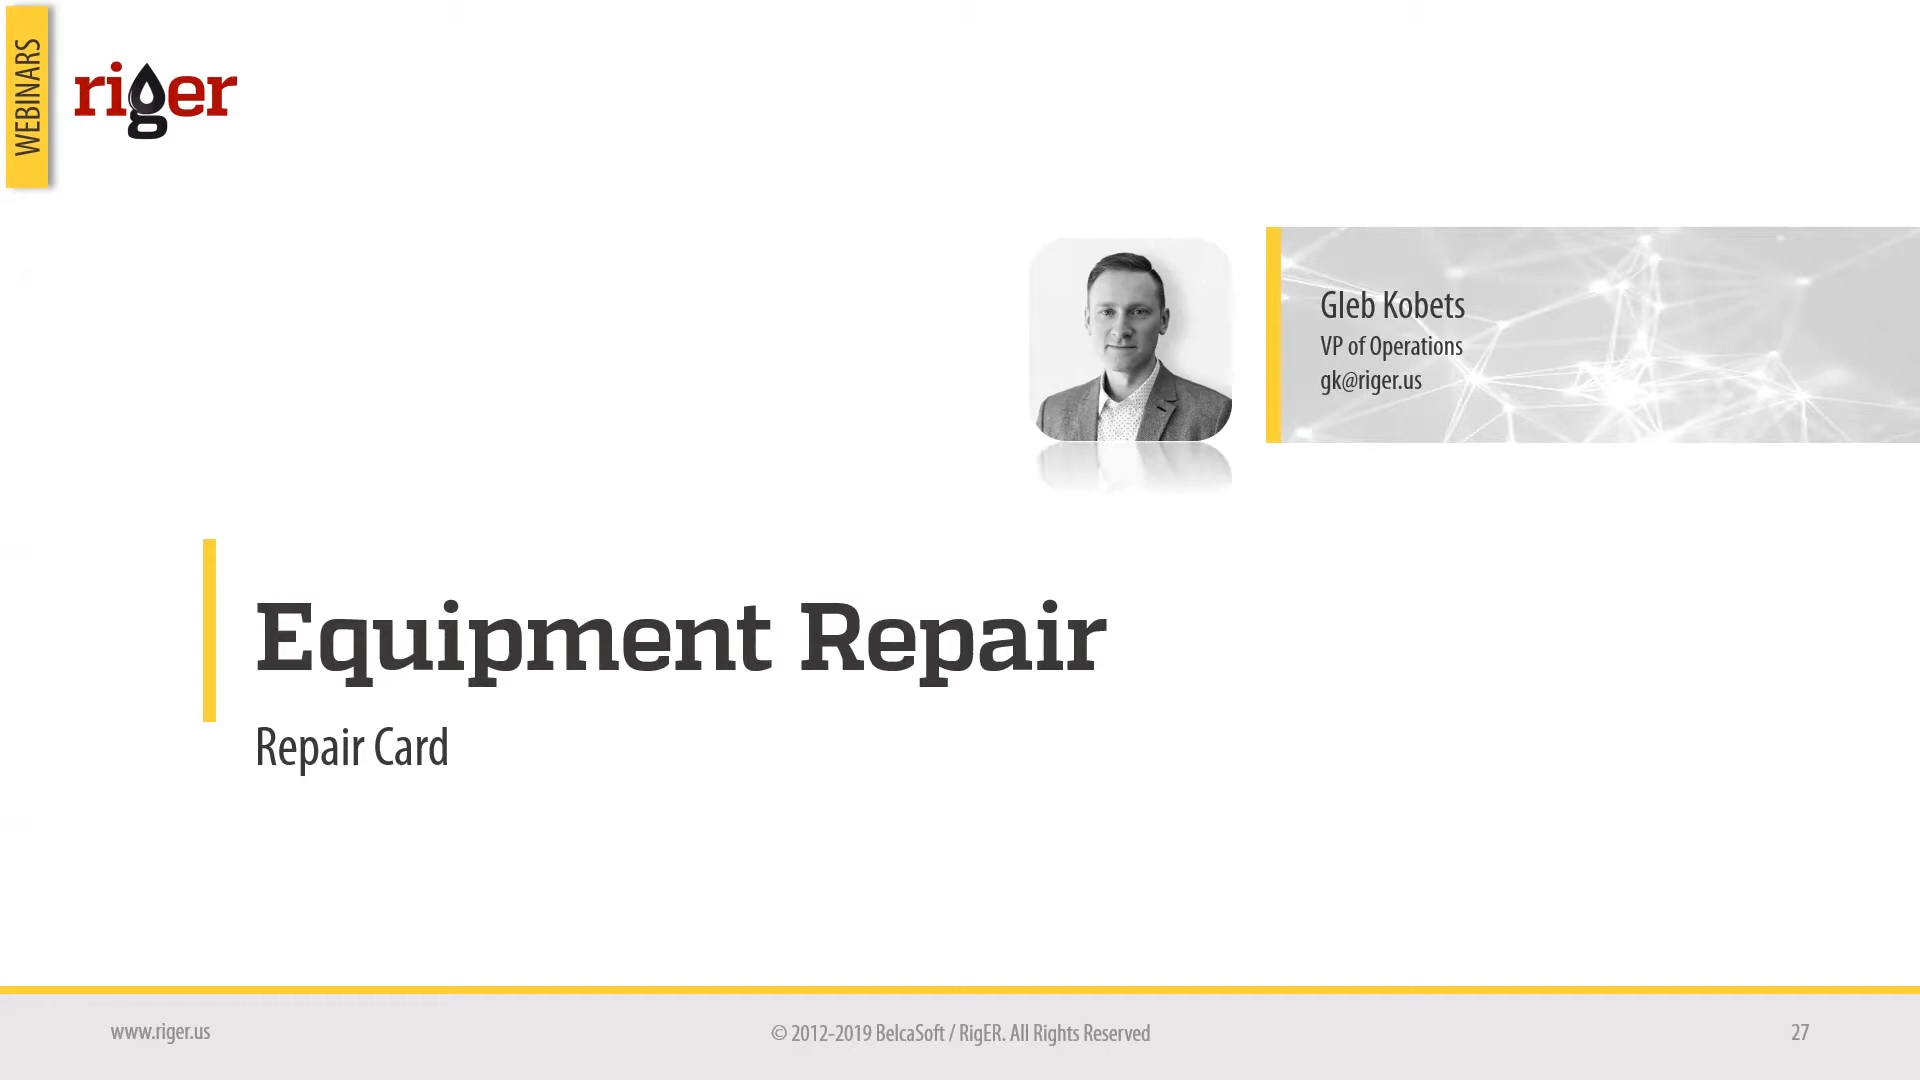 WEBINARS
riger
Gleb Kobets
VP of Operations
gk@riger.us
Equipment Repair
Repair Card
www.riger.us
© 2012-2019 BelcaSoft / RigER. All Rights Reserved
27